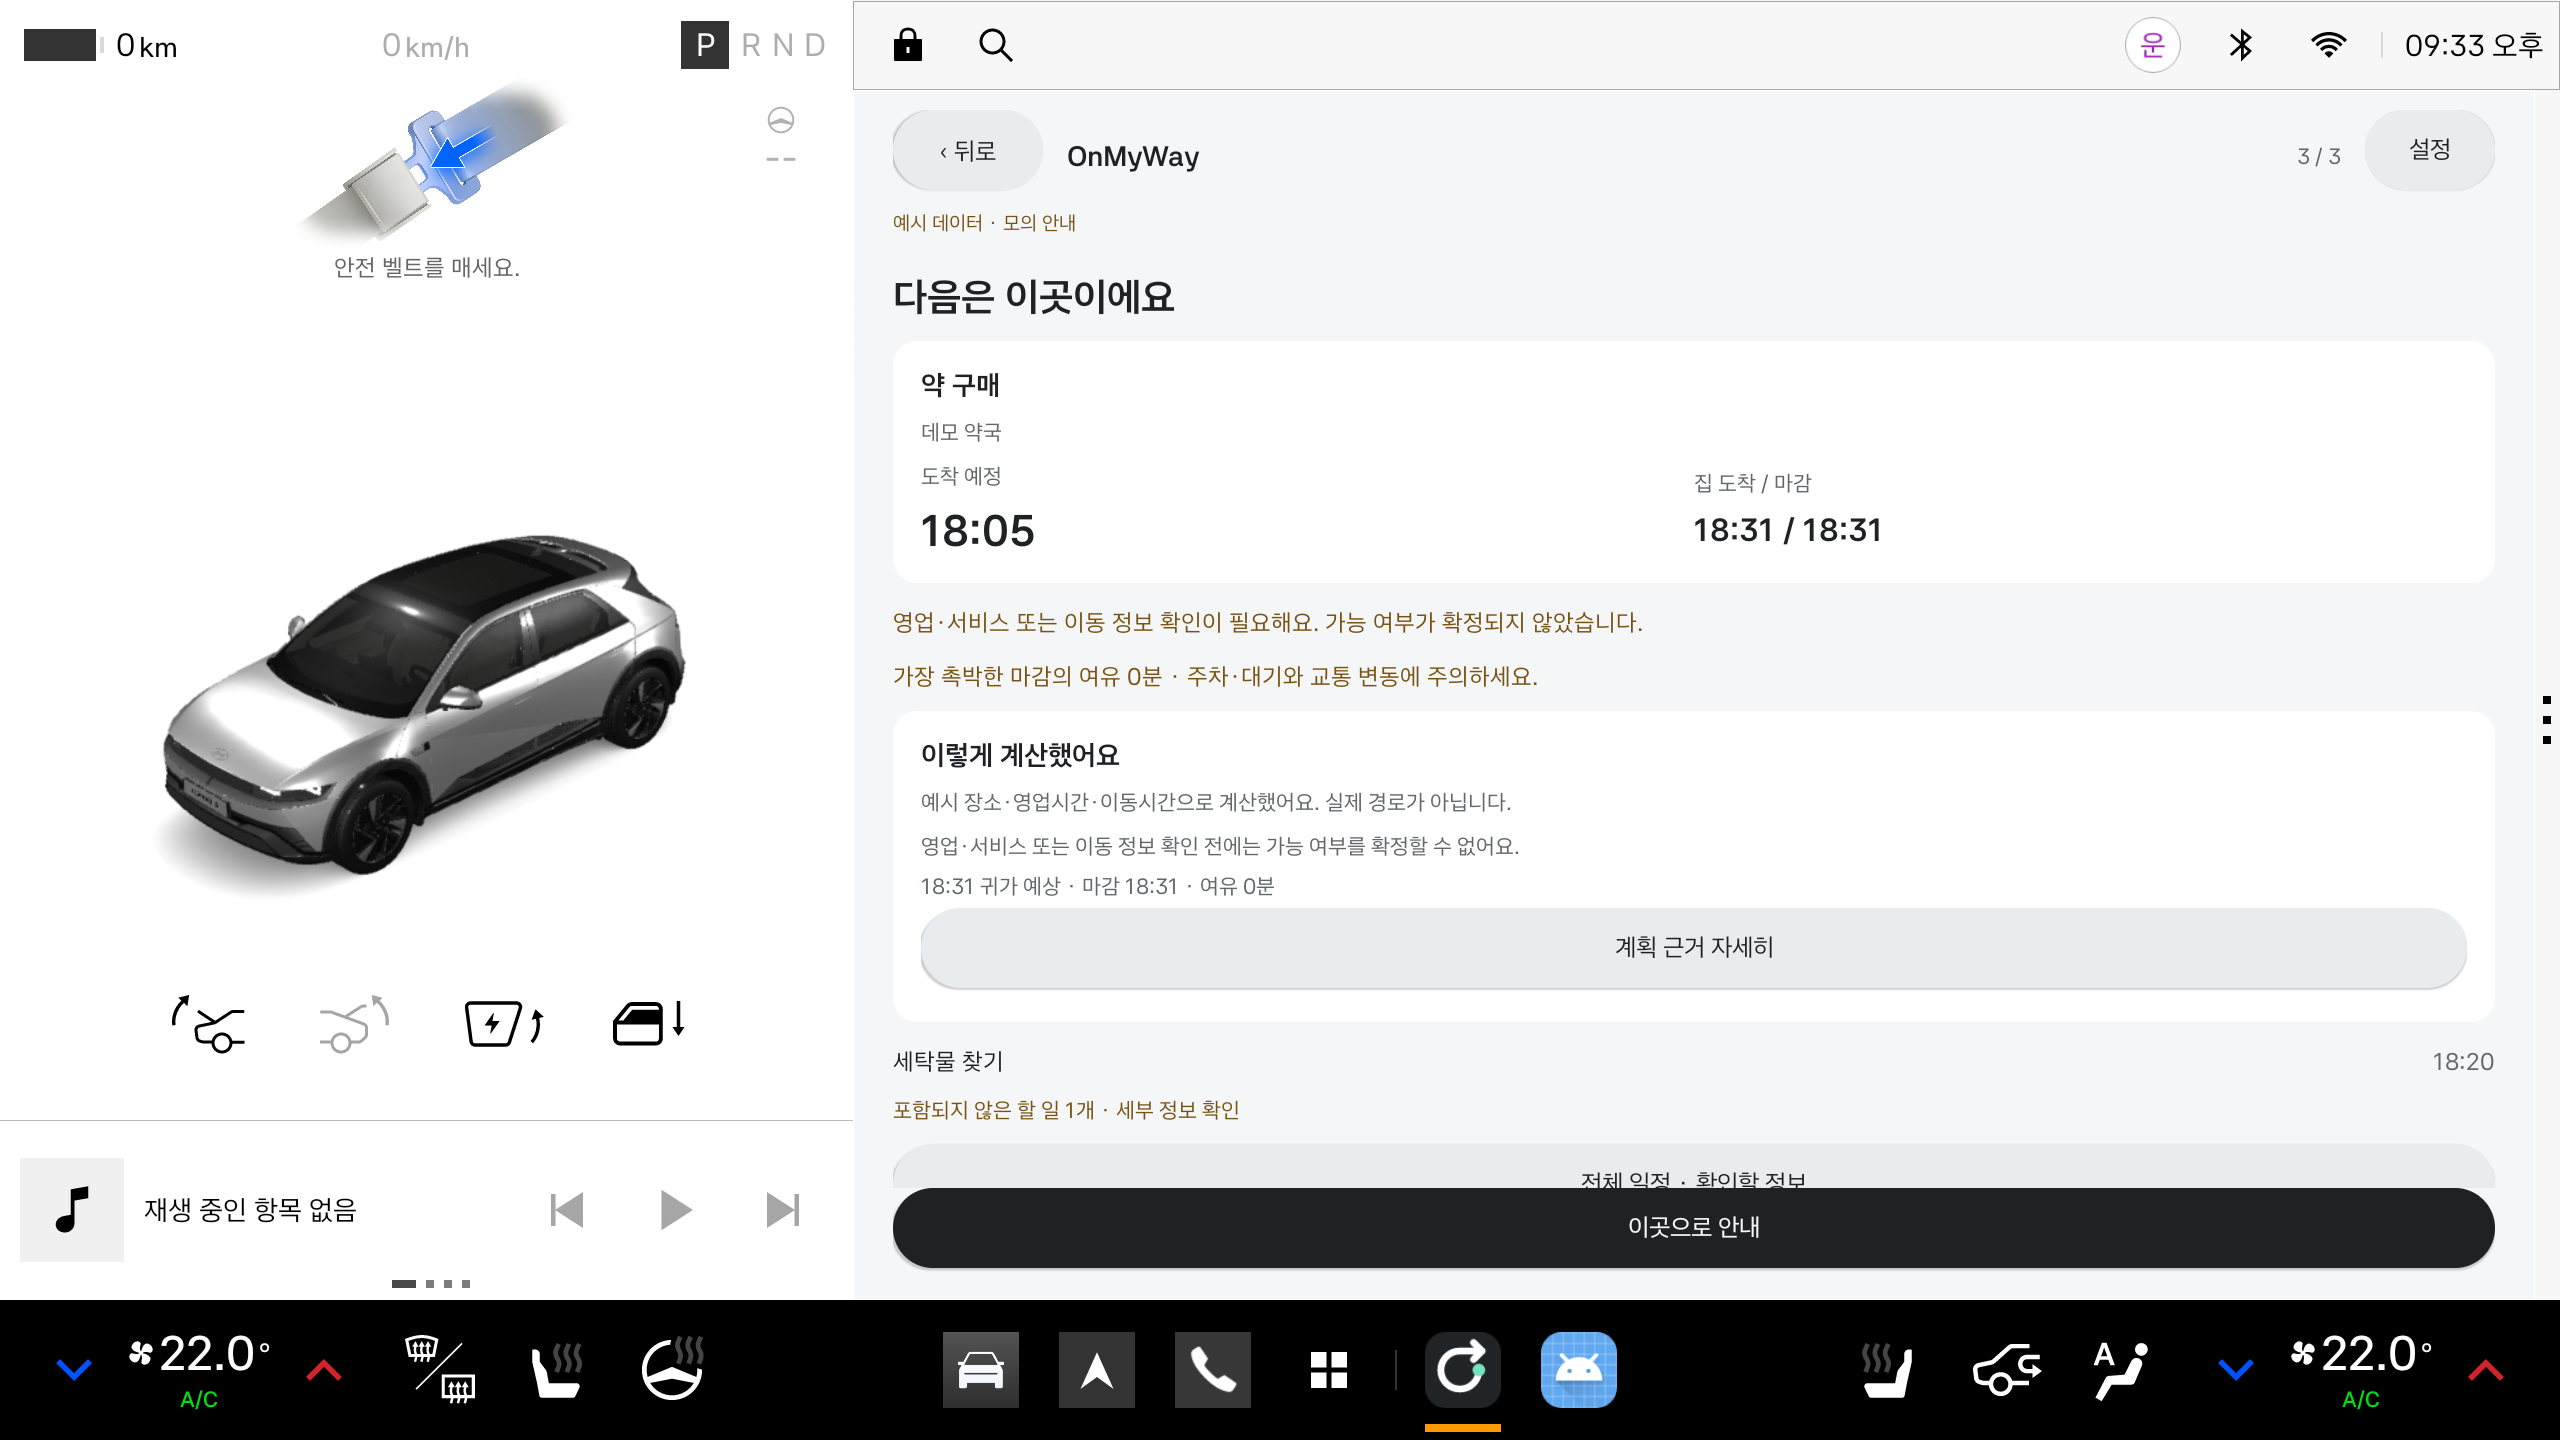 0 km
0 km/h
P R N D
안전 벨트를 매세요.
재생 중인 항목 없음
운
09:33 오후
‹ 뒤로
OnMyWay
3 / 3
설정
예시 데이터 · 모의 안내
다음은 이곳이에요
약 구매
데모 약국
도착 예정
18:05
집 도착 / 마감
18:31 / 18:31
영업·서비스 또는 이동 정보 확인이 필요해요. 가능 여부가 확정되지 않았습니다.
가장 촉박한 마감의 여유 0분 · 주차·대기와 교통 변동에 주의하세요.
이렇게 계산했어요
예시 장소·영업시간·이동시간으로 계산했어요. 실제 경로가 아닙니다.
영업·서비스 또는 이동 정보 확인 전에는 가능 여부를 확정할 수 없어요.
18:31 귀가 예상 · 마감 18:31 · 여유 0분
계획 근거 자세히
세탁물 찾기
18:20
포함되지 않은 할 일 1개 · 세부 정보 확인
전체 일정 · 확인할 정보
이곳으로 안내
22.0°
A/C
A
22.0°
A/C